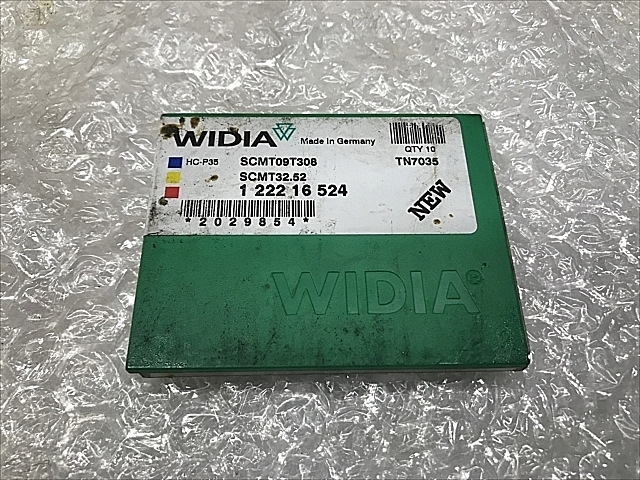 WIDIA Made in Germany
QTY 10
HC-P35 SCMT09T308 TN7035
SCMT32.52
1 222 16 524
NEW
*2029854*
WIDIA®